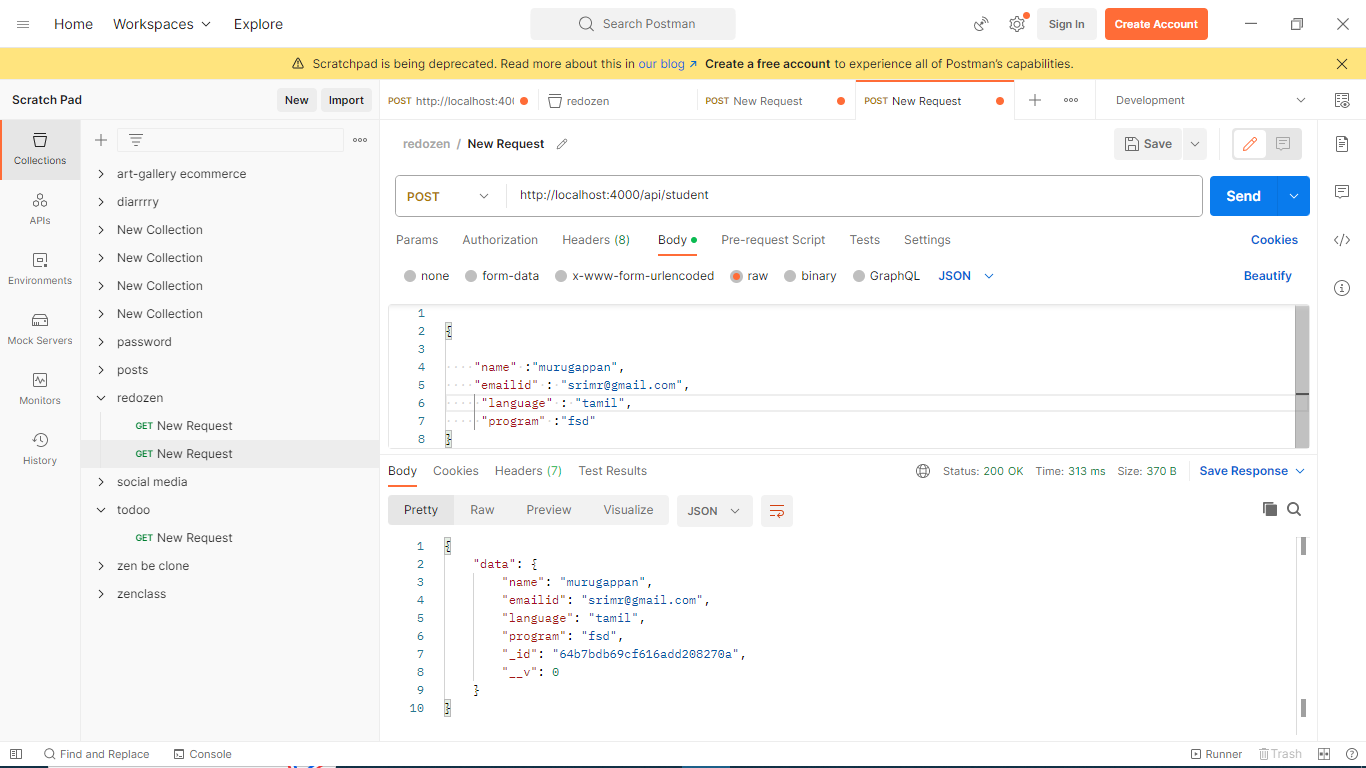 Home Workspaces Explore Search Postman Sign In Create Account
Scratchpad is being deprecated. Read more about this in our blog ↗ Create a free account to experience all of Postman's capabilities.
Scratch Pad New Import
POST http://localhost:400 redozen POST New Request POST New Request Development
Collections
APIs
Environments
Mock Servers
Monitors
History
art-gallery ecommerce
diarrrry
New Collection
New Collection
New Collection
New Collection
password
posts
redozen
GET New Request
GET New Request
social media
todoo
GET New Request
zen be clone
zenclass
redozen / New Request Save
POST http://localhost:4000/api/student Send
Params Authorization Headers (8) Body Pre-request Script Tests Settings Cookies
none form-data x-www-form-urlencoded raw binary GraphQL JSON Beautify
1
2 {
3
4 "name" :"murugappan",
5 "emailid" : "srimr@gmail.com",
6 "language" : "tamil",
7 "program" :"fsd"
8 }
Body Cookies Headers (7) Test Results Status: 200 OK Time: 313 ms Size: 370 B Save Response
Pretty Raw Preview Visualize JSON
1 {
2 "data": {
3 "name": "murugappan",
4 "emailid": "srimr@gmail.com",
5 "language": "tamil",
6 "program": "fsd",
7 "_id": "64b7bdb69cf616add208270a",
8 "__v": 0
9 }
10 }
Find and Replace Console Runner Trash